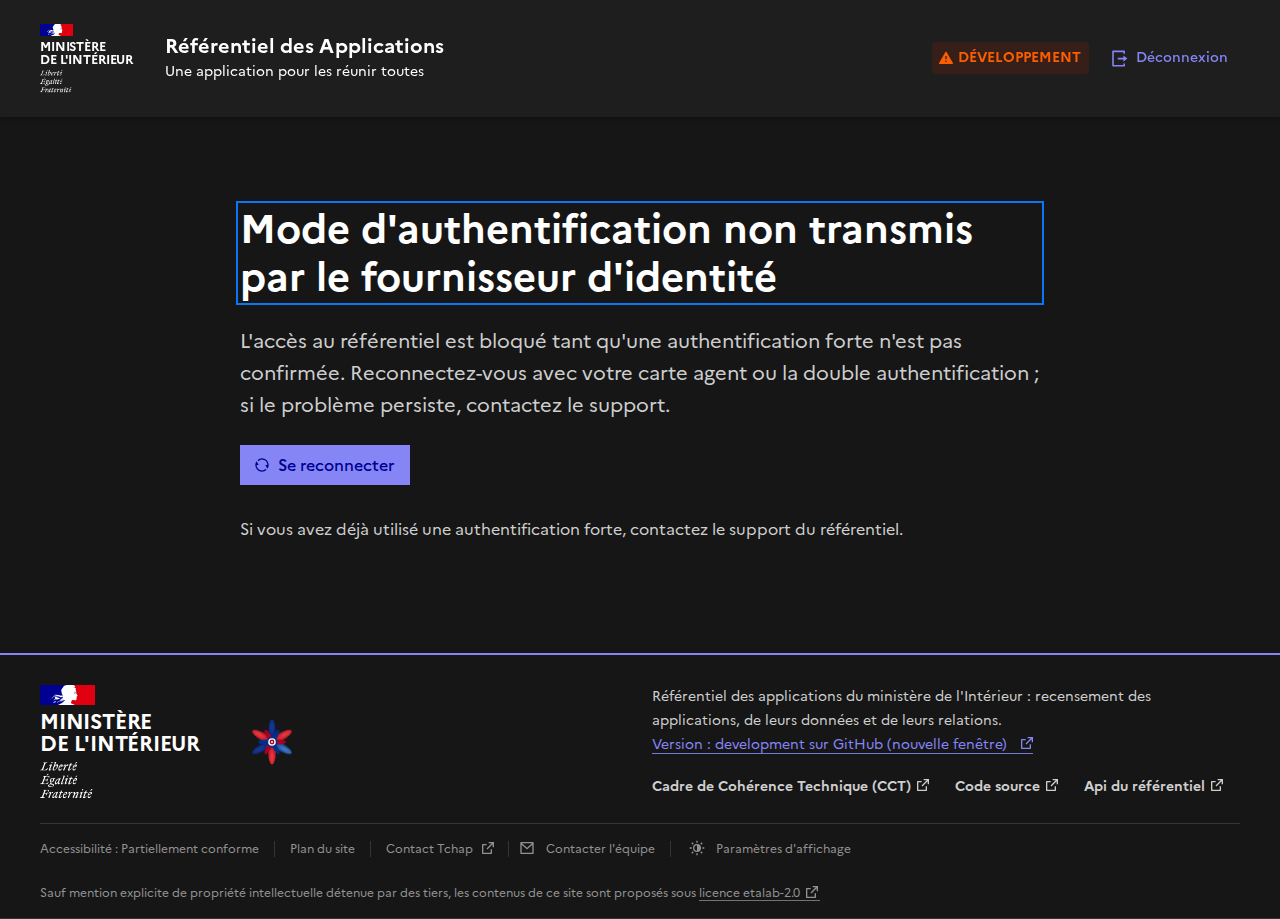 MINISTÈRE
DE L'INTÉRIEUR
Liberté
Égalité
Fraternité
Référentiel des Applications
Une application pour les réunir toutes
DÉVELOPPEMENT
Déconnexion
Mode d'authentification non transmis
par le fournisseur d'identité
L'accès au référentiel est bloqué tant qu'une authentification forte n'est pas
confirmée. Reconnectez-vous avec votre carte agent ou la double authentification ;
si le problème persiste, contactez le support.
Se reconnecter
Si vous avez déjà utilisé une authentification forte, contactez le support du référentiel.
MINISTÈRE
DE L'INTÉRIEUR
Liberté
Égalité
Fraternité
Référentiel des applications du ministère de l'Intérieur : recensement des
applications, de leurs données et de leurs relations.
Version : development sur GitHub (nouvelle fenêtre)
Cadre de Cohérence Technique (CCT) Code source Api du référentiel
Accessibilité : Partiellement conforme Plan du site Contact Tchap Contacter l'équipe Paramètres d'affichage
Sauf mention explicite de propriété intellectuelle détenue par des tiers, les contenus de ce site sont proposés sous licence etalab-2.0